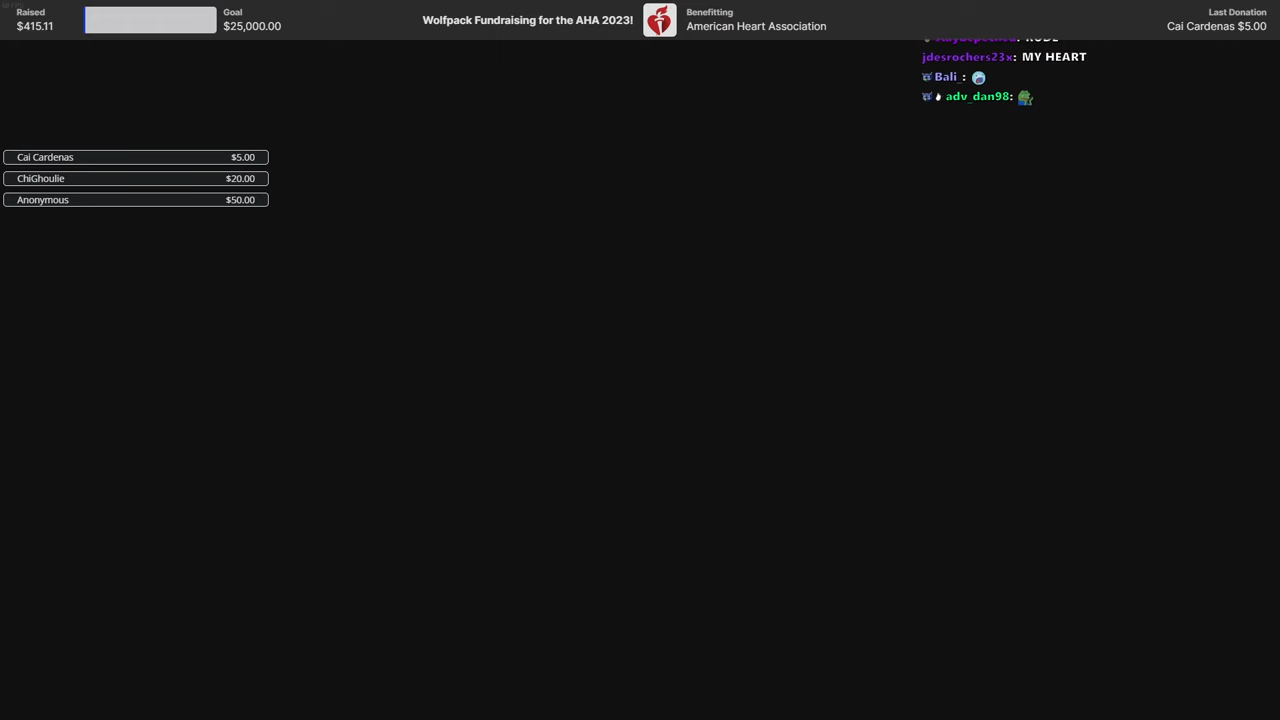 Raised
$415.11
Goal
$25,000.00
Wolfpack Fundraising for the AHA 2023!
Benefitting
American Heart Association
Last Donation
Cai Cardenas $5.00
jdesrochers23x: MY HEART
Bali_:
adv_dan98:
Cai Cardenas $5.00
ChiGhoulie $20.00
Anonymous $50.00